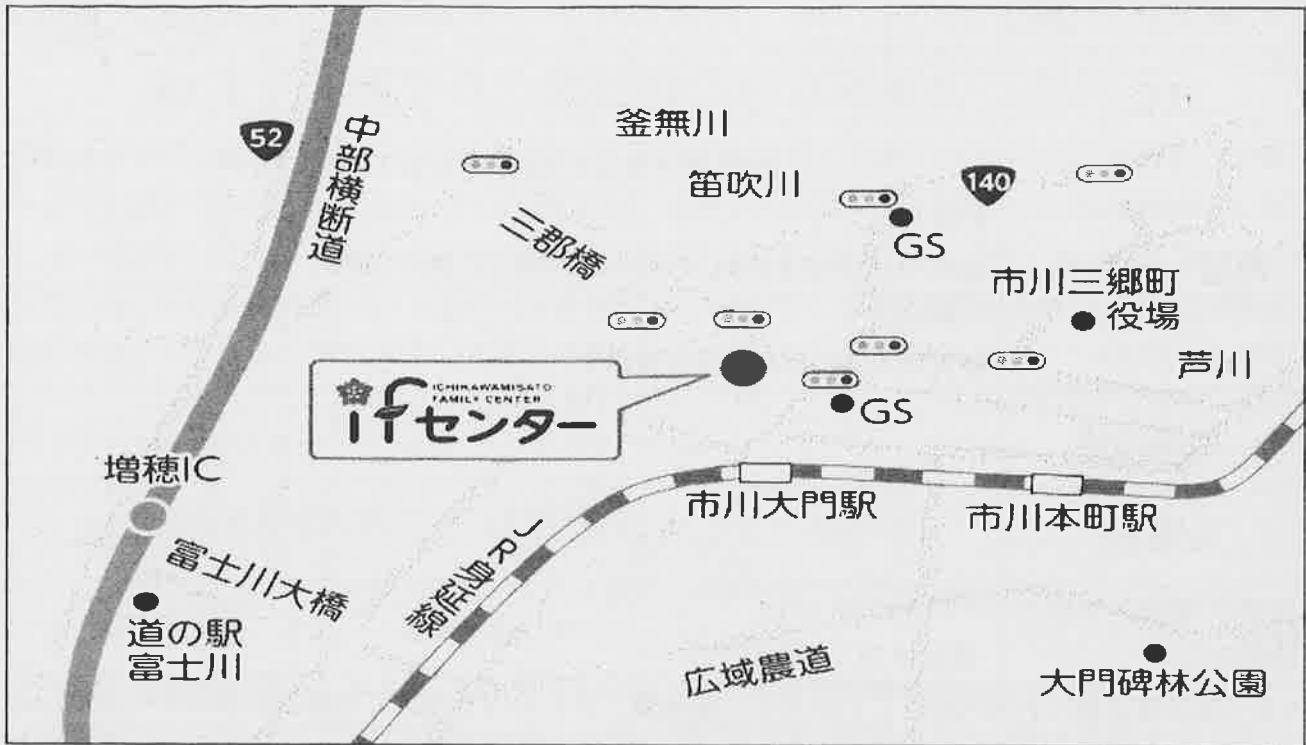 52
中部横断道
釜無川
笛吹川
140
三郡橋
GS
市川三郷町
役場
芦川
ICHIKAWAMISATO
FAMILY CENTER
ifセンター
GS
増穂IC
市川大門駅
市川本町駅
JR身延線
富士川大橋
道の駅
富士川
広域農道
大門碑林公園